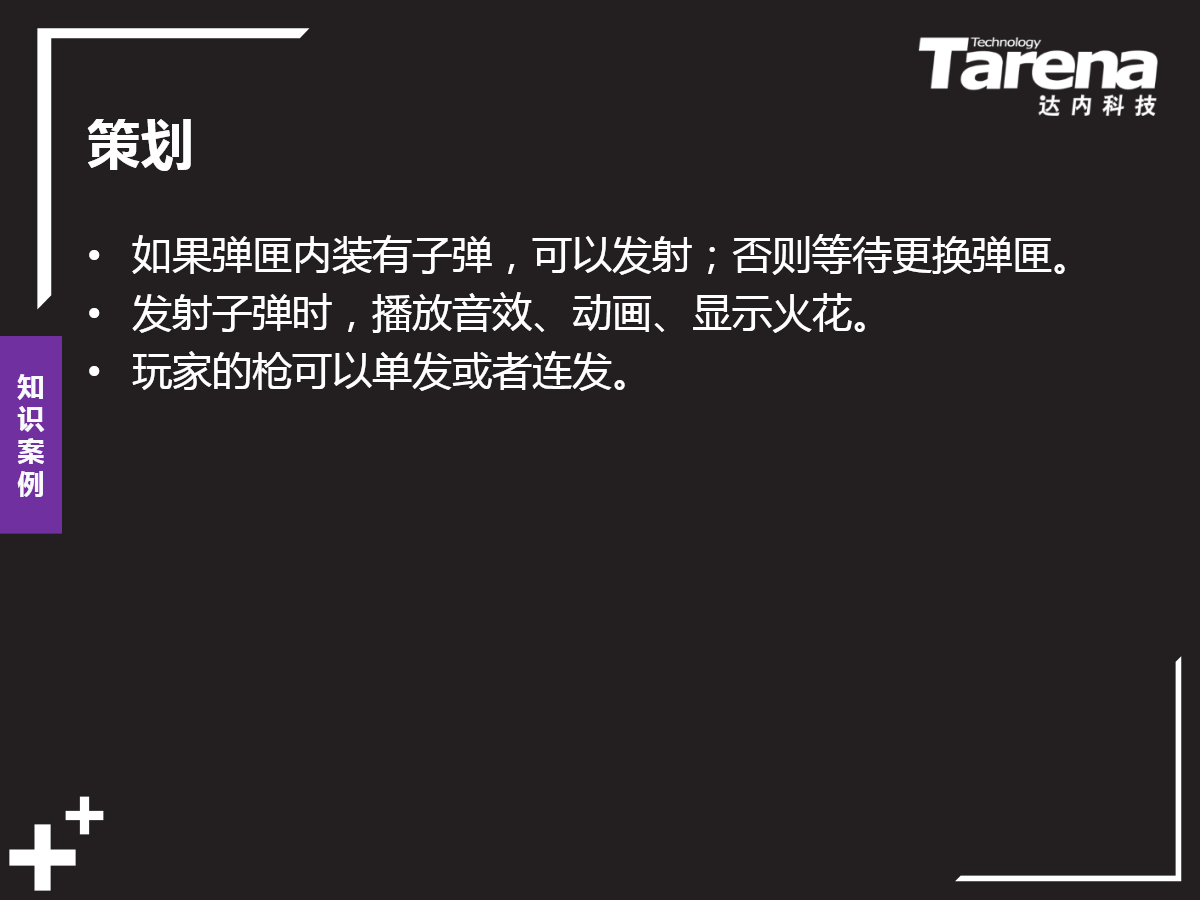 Technology
Tarena
达内科技
策划
• 如果弹匣内装有子弹，可以发射；否则等待更换弹匣。
• 发射子弹时，播放音效、动画、显示火花。
• 玩家的枪可以单发或者连发。
知
识
案
例